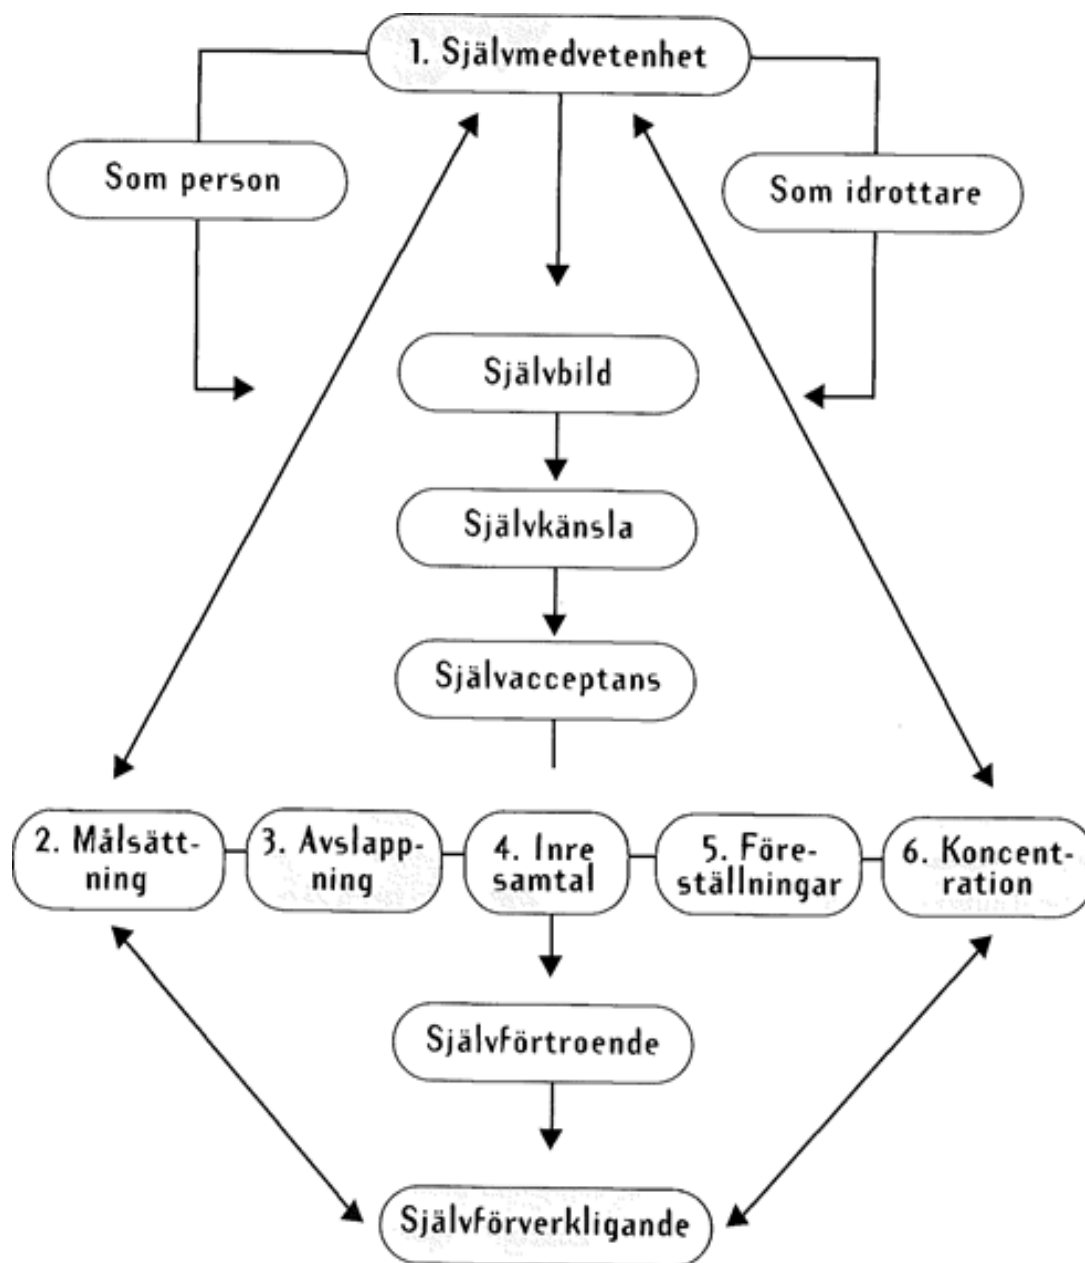 1. Självmedvetenhet
Som person
Som idrottare
Självbild
Självkänsla
Självacceptans
2. Målsätt-
ning
3. Avslapp-
ning
4. Inre
samtal
5. Före-
ställningar
6. Koncent-
ration
Självförtroende
Självförverkligande